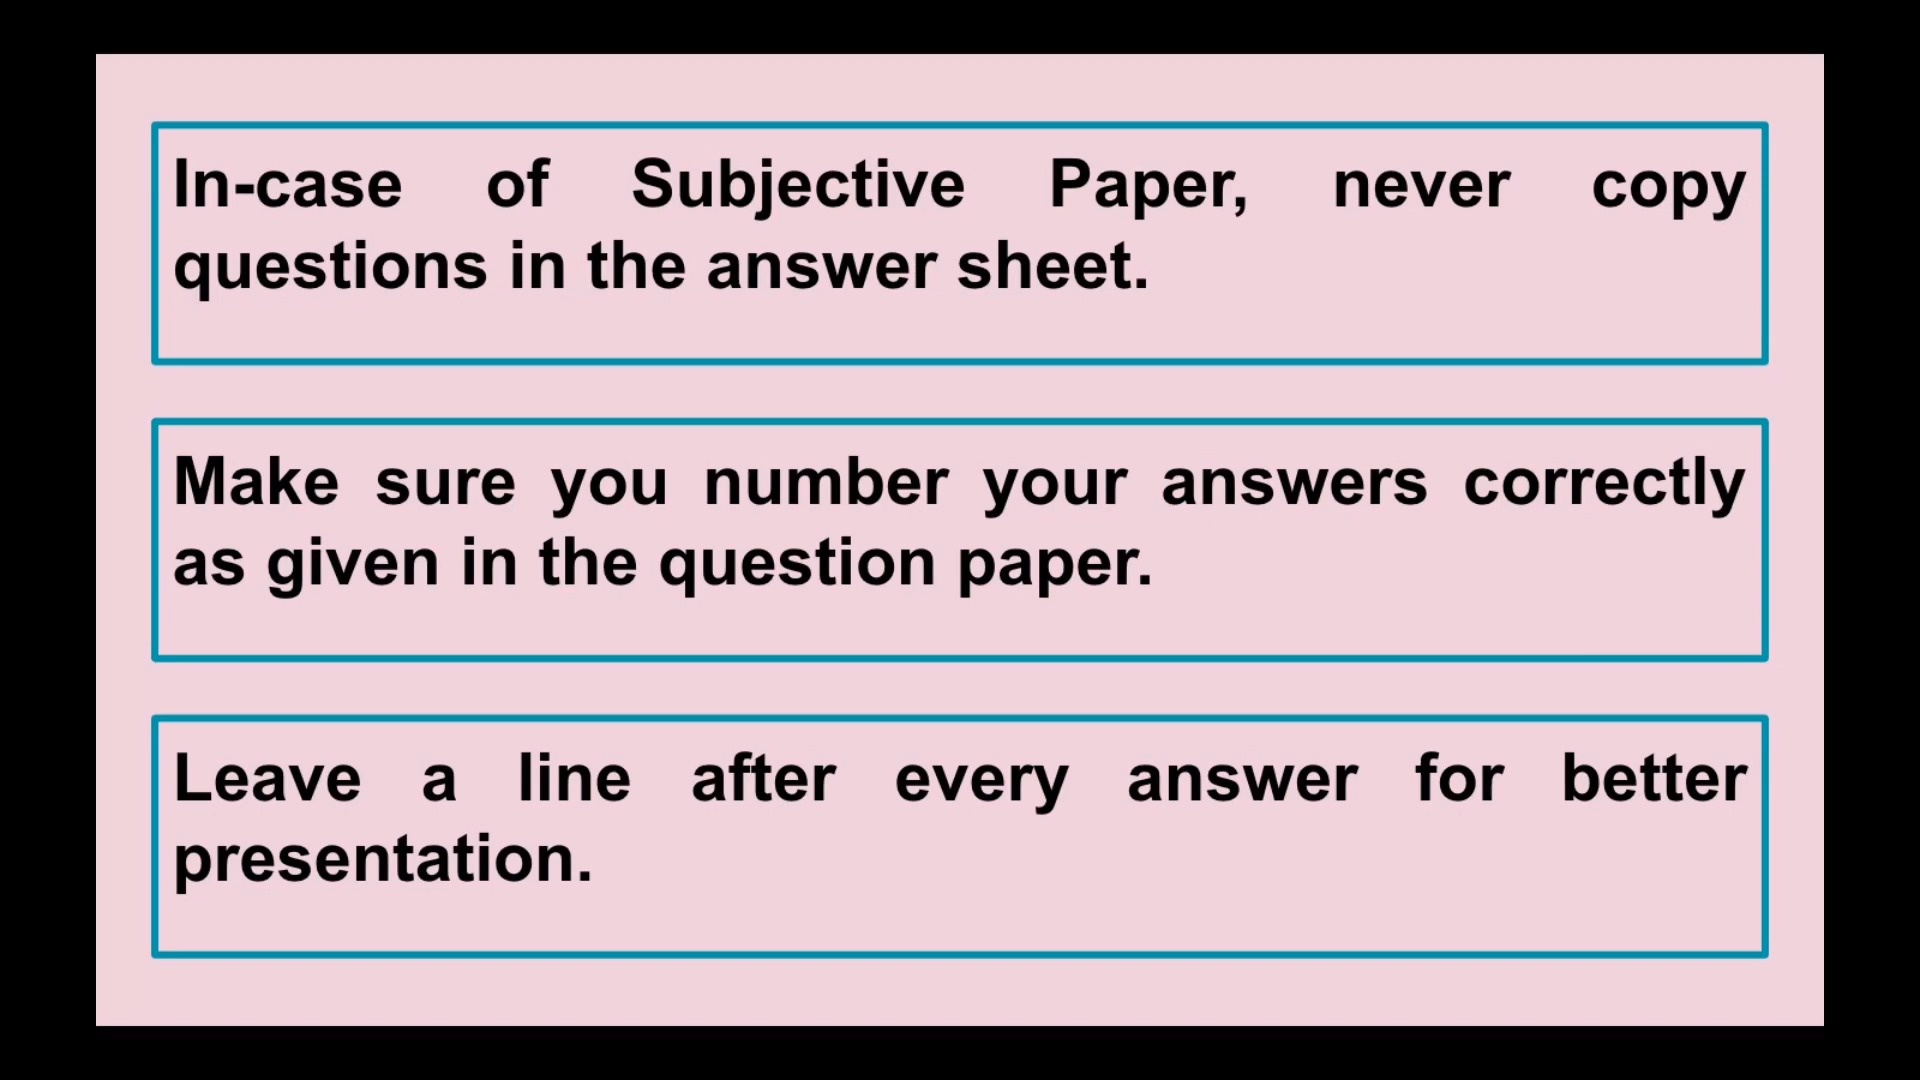 In-case of Subjective Paper, never copy
questions in the answer sheet.
Make sure you number your answers correctly
as given in the question paper.
Leave a line after every answer for better
presentation.